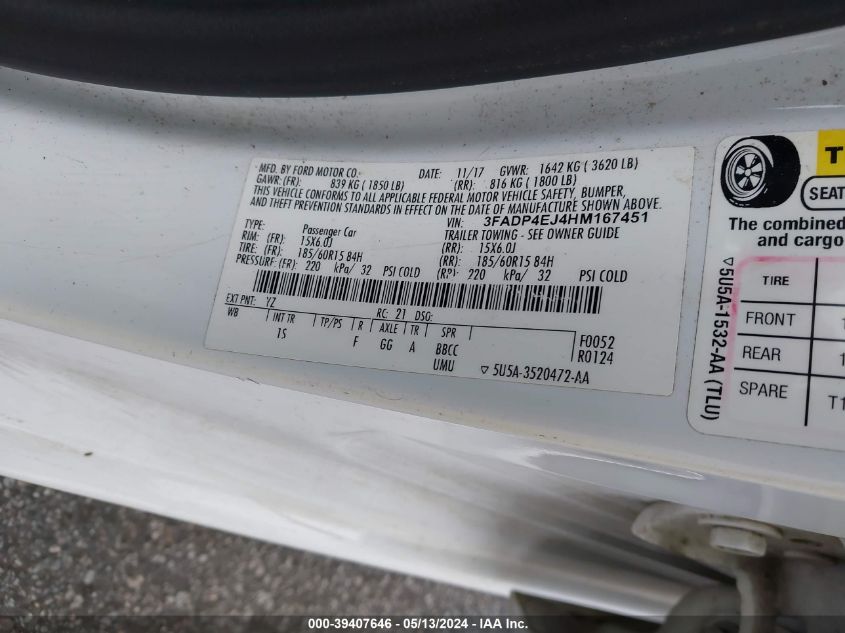 MFD. BY FORD MOTOR CO.
DATE: 11/17 GVWR: 1642 KG ( 3620 LB)
GAWR:(FR): 839 KG ( 1850 LB) (RR): 816 KG ( 1800 LB)
THIS VEHICLE CONFORMS TO ALL APPLICABLE FEDERAL MOTOR VEHICLE SAFETY, BUMPER,
AND THEFT PREVENTION STANDARDS IN EFFECT ON THE DATE OF MANUFACTURE SHOWN ABOVE.
VIN: 3FADP4EJ4HM167451
TYPE: Passenger Car TRAILER TOWING - SEE OWNER GUIDE
RIM: (FR): 15X6.0J (RR): 15X6.0J
TIRE: (FR): 185/60R15 84H (RR): 185/60R15 84H
PRESSURE:(FR): 220 kPa/ 32 PSI COLD (RR): 220 kPa/ 32 PSI COLD
EXT PNT: YZ RC: 21 DSO:
WB INT TR TP/PS R AXLE TR SPR
15 F GG A BBCC
UMU
F0052
R0124
▽ 5U5A-3520472-AA
T
SEAT
The combined
and cargo
TIRE
FRONT 1
REAR 1
SPARE T1
▽5U5A-1532-AA (TLU)
000-39407646 - 05/13/2024 - IAA Inc.